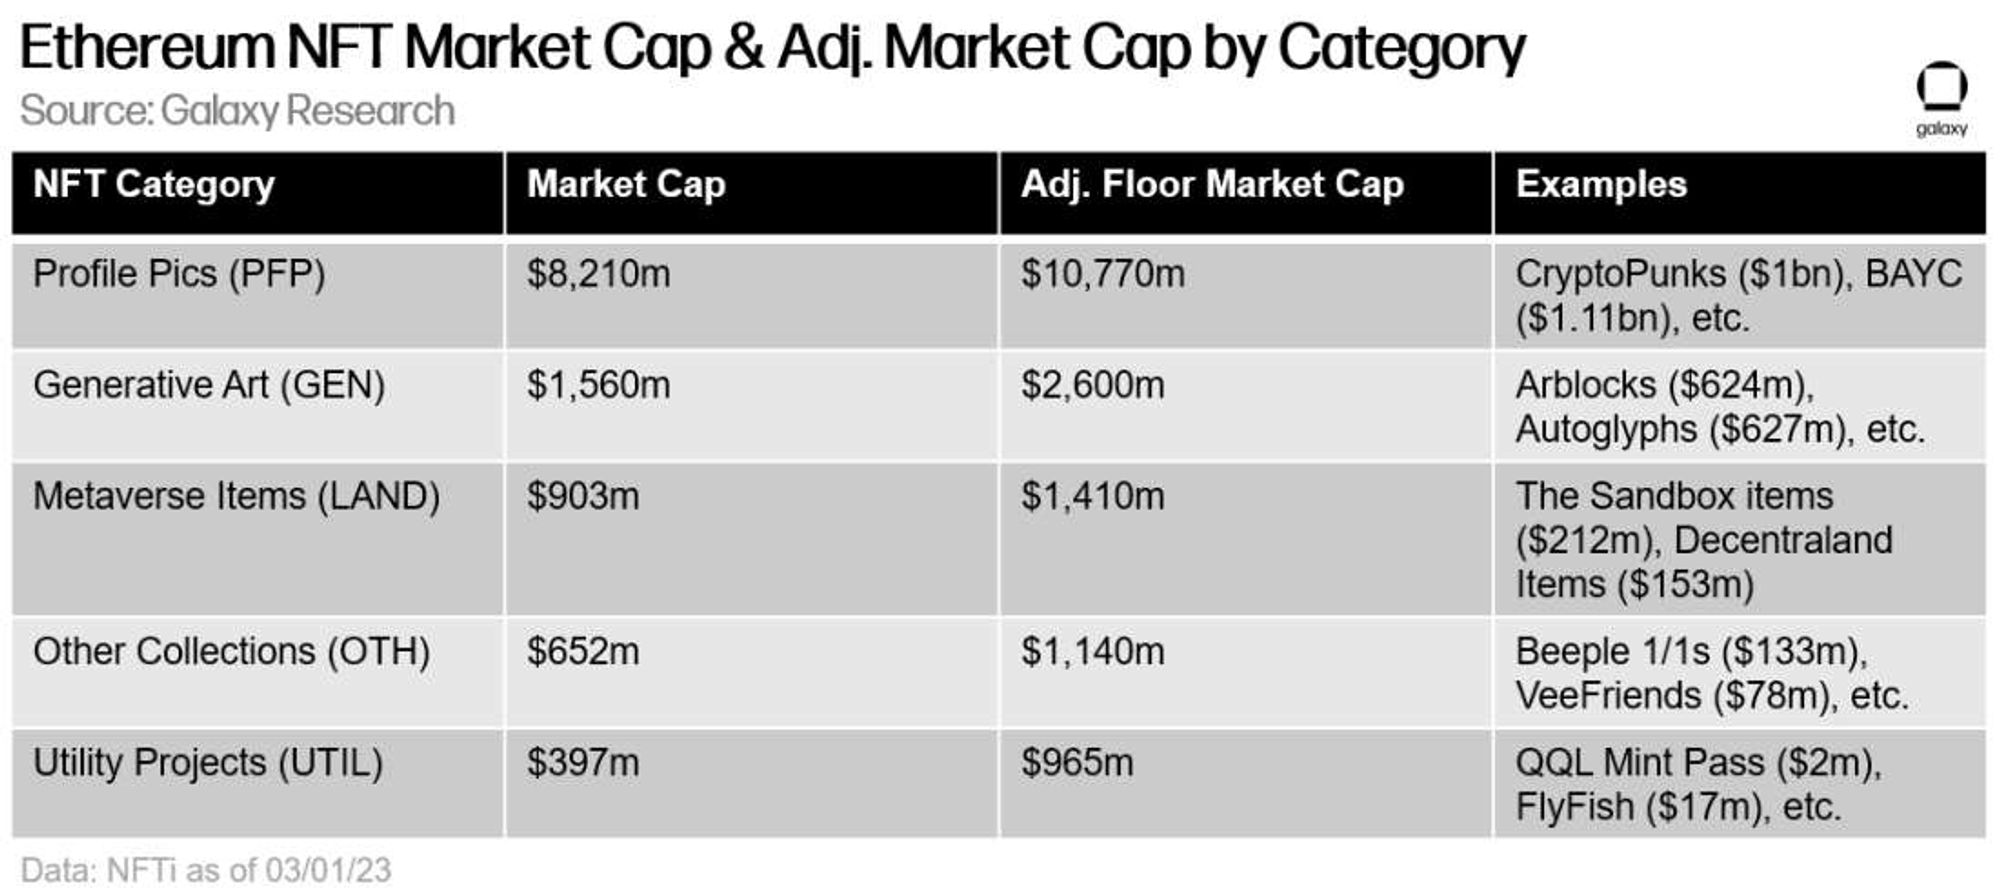 Ethereum NFT Market Cap & Adj. Market Cap by Category
Source: Galaxy Research
galaxy
NFT Category Market Cap Adj. Floor Market Cap Examples
Profile Pics (PFP) $8,210m $10,770m CryptoPunks ($1bn), BAYC
($1.11bn), etc.
Generative Art (GEN) $1,560m $2,600m Arblocks ($624m),
Autoglyphs ($627m), etc.
Metaverse Items (LAND) $903m $1,410m The Sandbox items
($212m), Decentraland
Items ($153m)
Other Collections (OTH) $652m $1,140m Beeple 1/1s ($133m),
VeeFriends ($78m), etc.
Utility Projects (UTIL) $397m $965m QQL Mint Pass ($2m),
FlyFish ($17m), etc.
Data: NFTi as of 03/01/23